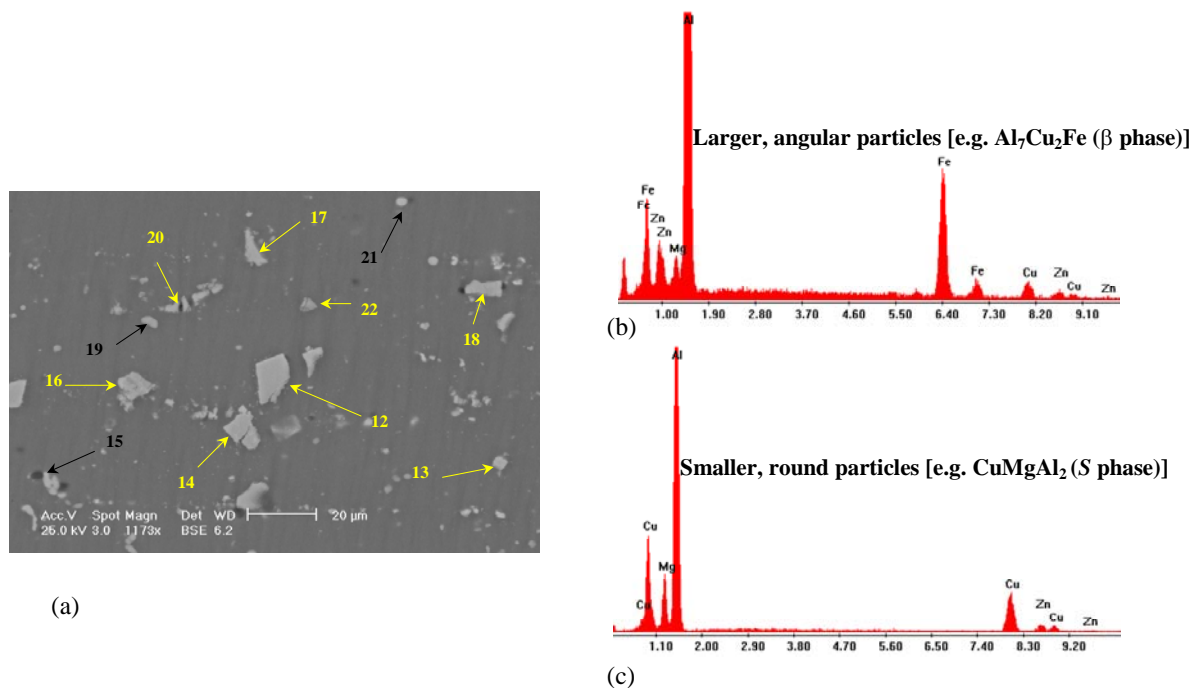 17
20
21
22
18
19
16
12
15
14
13
Acc.V Spot Magn Det WD 20 µm
25.0 kV 3.0 1173x BSE 6.2
(a)
Al
Larger, angular particles [e.g. Al₇Cu₂Fe (β phase)]
Fe
Fe
Fe
Zn
Zn
Mg
Fe
Cu
Zn
Cu
Zn
1.00 1.90 2.80 3.70 4.60 5.50 6.40 7.30 8.20 9.10
(b)
Al
Smaller, round particles [e.g. CuMgAl₂ (S phase)]
Cu
Mg
Cu
Cu
Zn
Cu
Zn
1.10 2.00 2.90 3.80 4.70 5.60 6.50 7.40 8.30 9.20
(c)